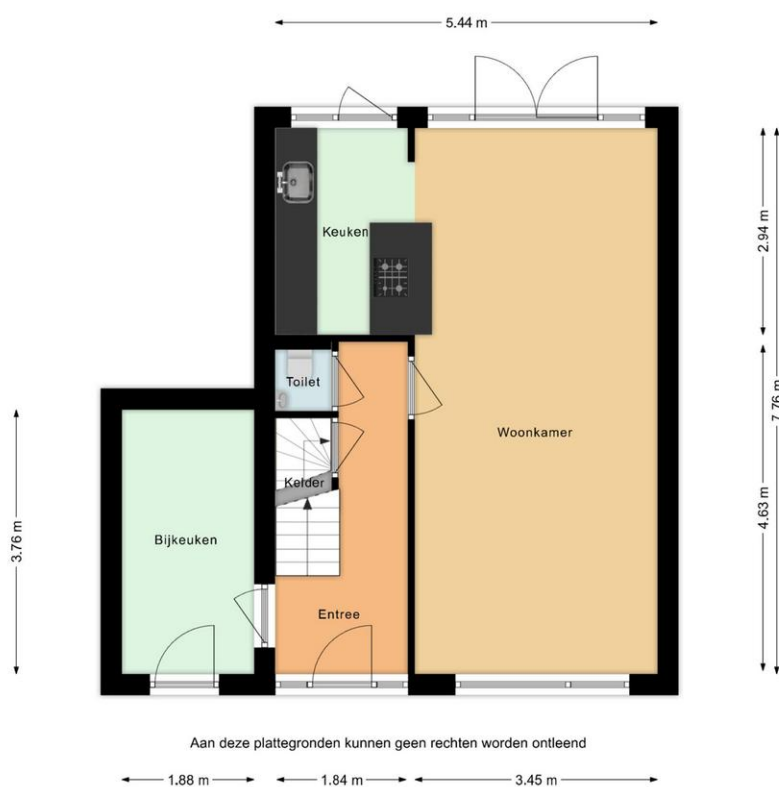 5.44 m
Keuken
2.94 m
Toilet
7.76 m
Woonkamer
Kelder
4.63 m
3.76 m
Bijkeuken
Entree
Aan deze plattegronden kunnen geen rechten worden ontleend
1.88 m
1.84 m
3.45 m